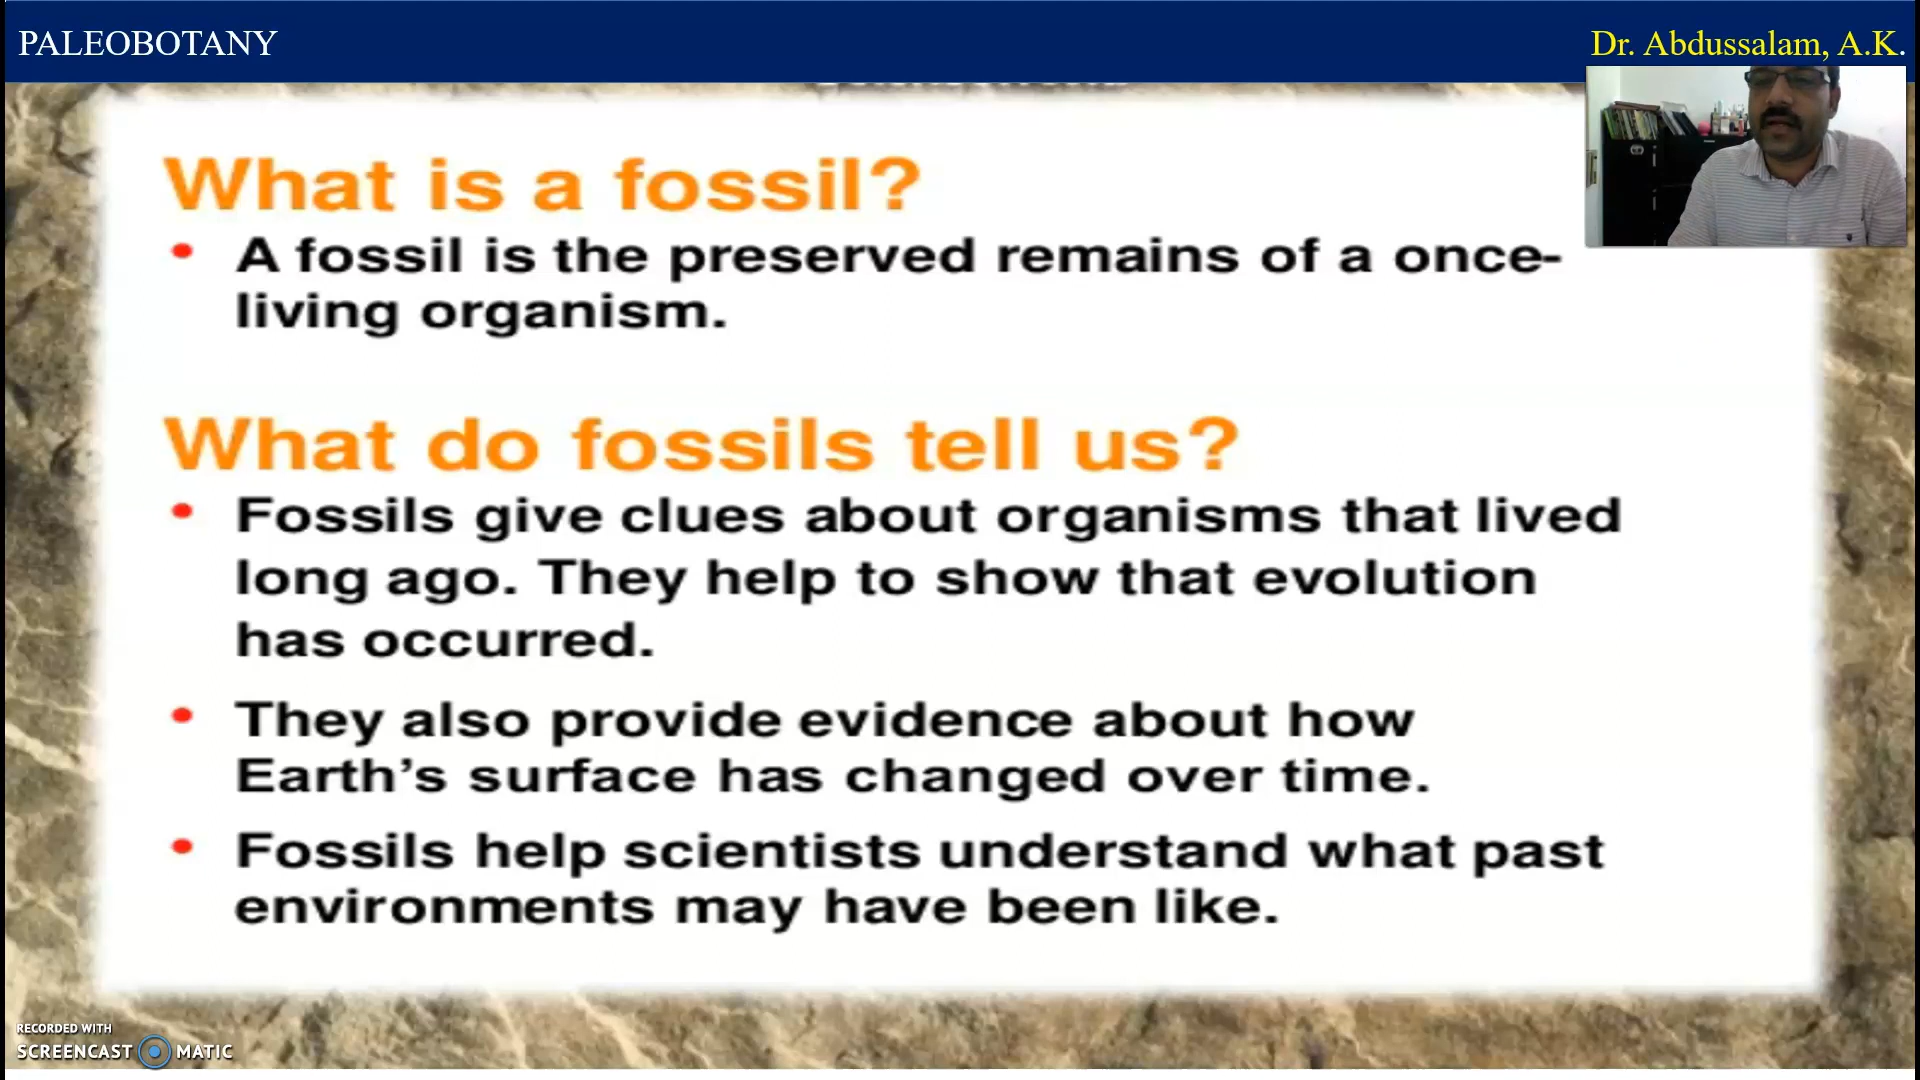 PALEOBOTANY
Dr. Abdussalam, A.K.
What is a fossil?
• A fossil is the preserved remains of a once-
living organism.
What do fossils tell us?
• Fossils give clues about organisms that lived
long ago. They help to show that evolution
has occurred.
• They also provide evidence about how
Earth’s surface has changed over time.
• Fossils help scientists understand what past
environments may have been like.
RECORDED WITH
SCREENCAST MATIC